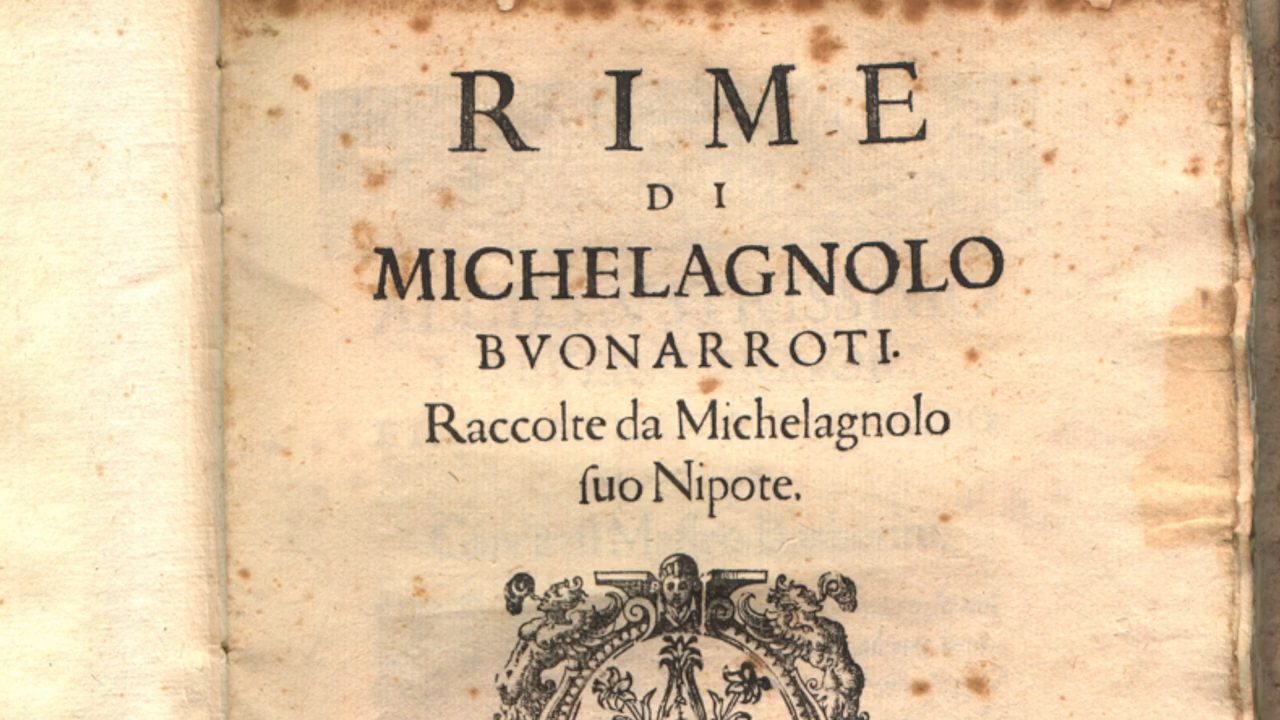 RIME
DI
MICHELAGNOLO
BVONARROTI.
Raccolte da Michelagnolo
ſuo Nipote.